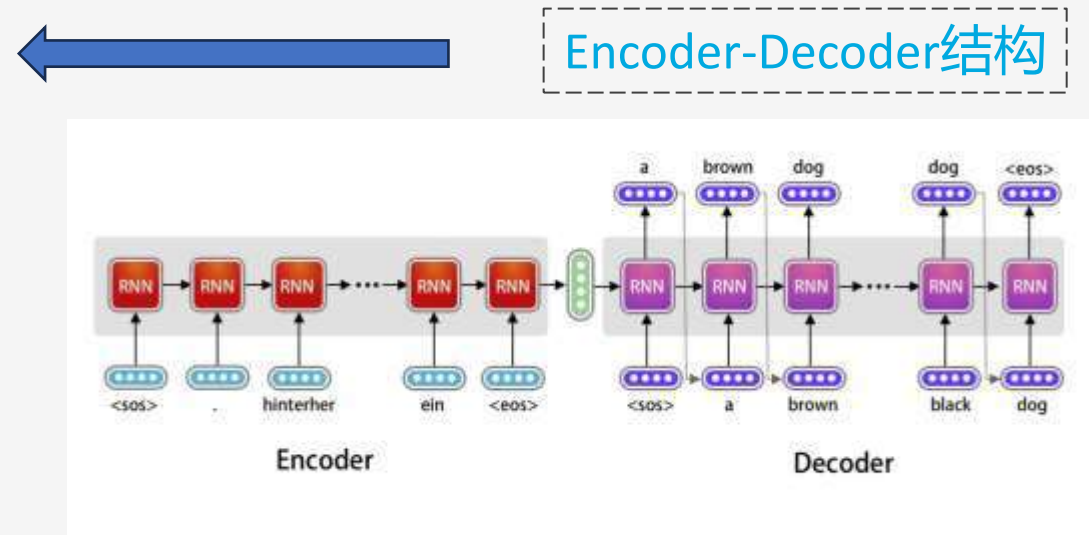 Encoder-Decoder结构
a brown dog dog <eos>
RNN RNN RNN ... RNN RNN RNN RNN RNN ... RNN RNN
<sos> . hinterher ein <eos> <sos> a brown black dog
Encoder Decoder